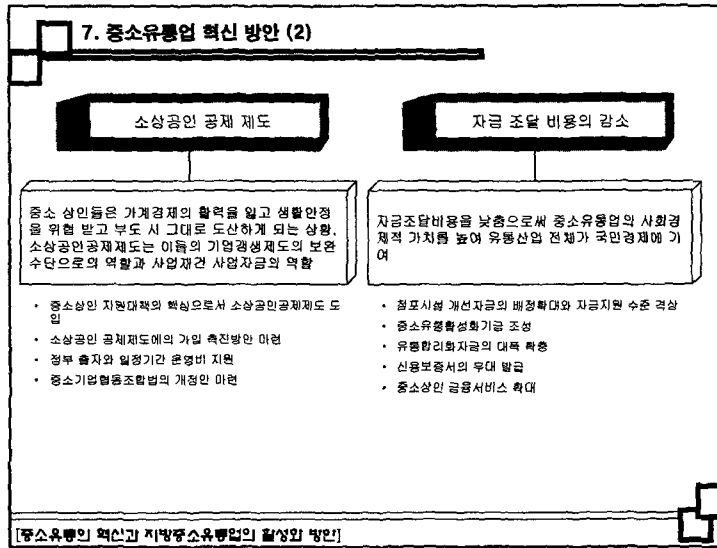 7. 중소유통업 혁신 방안 (2)
소상공인 공제 제도
중소 상인들은 가계경제의 활력을 잃고 생활안정
을 위협 받고 부도 시 그대로 도산하게 되는 상황.
소상공인공제제도는 이들의 기업갱생제도의 보완
수단으로의 역할과 사업재건 사업자금의 역할
• 중소상인 지원대책의 핵심으로서 소상공인공제제도 도
입
• 소상공인 공제제도에의 가입 촉진방안 마련
• 정부 출자와 일정기간 운영비 지원
• 중소기업협동조합법의 개정안 마련
자금 조달 비용의 감소
자금조달비용을 낮춤으로써 중소유통업의 사회경
제적 가치를 높여 유통산업 전체가 국민경제에 기
여
• 점포시설 개선자금의 배정확대와 자금지원 수준 격상
• 중소유통활성화기금 조성
• 유통합리화자금의 대폭 확충
• 신용보증서의 우대 발급
• 중소상인 금융서비스 확대
[중소유통의 혁신과 지방중소유통업의 활성화 방안]